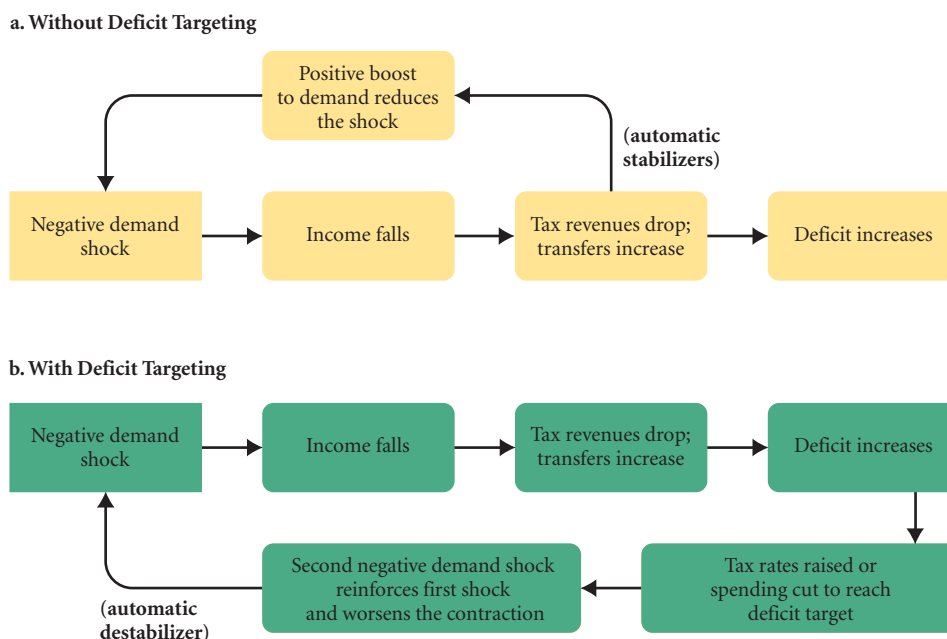 a. Without Deficit Targeting
Positive boost
to demand reduces
the shock
(automatic
stabilizers)
Negative demand
shock
Income falls
Tax revenues drop;
transfers increase
Deficit increases
b. With Deficit Targeting
Negative demand
shock
Income falls
Tax revenues drop;
transfers increase
Deficit increases
Tax rates raised or
spending cut to reach
deficit target
Second negative demand shock
reinforces first shock
and worsens the contraction
(automatic
destabilizer)